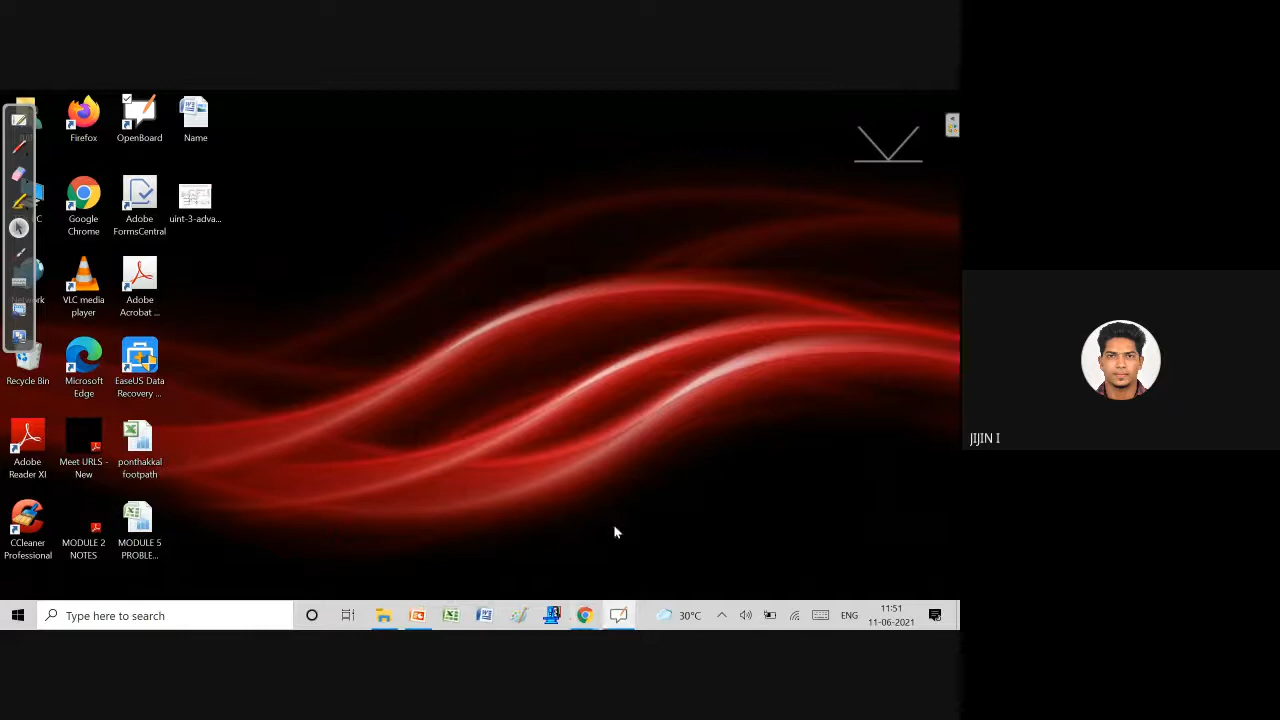 Firefox
OpenBoard
Name
Google
Chrome
Adobe
FormsCentral
uint-3-adva...
Network
VLC media
player
Adobe
Acrobat ...
Recycle Bin
Microsoft
Edge
EaseUS Data
Recovery ...
Adobe
Reader XI
Meet URLS -
New
ponthakkal
footpath
CCleaner
Professional
MODULE 2
NOTES
MODULE 5
PROBLE...
JIJIN I
Type here to search
30°C
ENG
11:51
11-06-2021